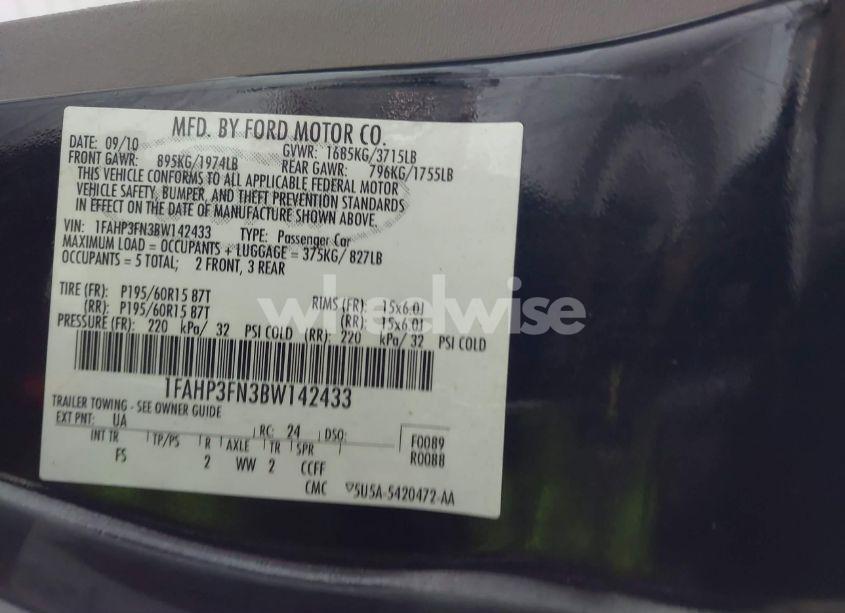 MFD. BY FORD MOTOR CO.
DATE: 09/10 GVWR: 1685KG/3715LB
FRONT GAWR: 895KG/1974LB REAR GAWR: 796KG/1755LB
THIS VEHICLE CONFORMS TO ALL APPLICABLE FEDERAL MOTOR
VEHICLE SAFETY, BUMPER, AND THEFT PREVENTION STANDARDS
IN EFFECT ON THE DATE OF MANUFACTURE SHOWN ABOVE.
VIN: 1FAHP3FN3BW142433 TYPE: Passenger Car
MAXIMUM LOAD = OCCUPANTS + LUGGAGE = 375KG/ 827LB
OCCUPANTS = 5 TOTAL; 2 FRONT, 3 REAR
TIRE (FR): P195/60R15 87T RIMS (FR): 15x6.0J
(RR): P195/60R15 87T (RR): 15x6.0J
PRESSURE (FR): 220 kPa/ 32 PSI COLD (RR): 220 kPa/ 32 PSI COLD
wheelwise
1FAHP3FN3BW142433
TRAILER TOWING - SEE OWNER GUIDE
EXT PNT: UA RC: 24 DSO: F0089
INT TR TP/PS R AXLE TR SPR R0088
FS 2 WW 2 CCFF
CMC 5U5A-5420472-AA